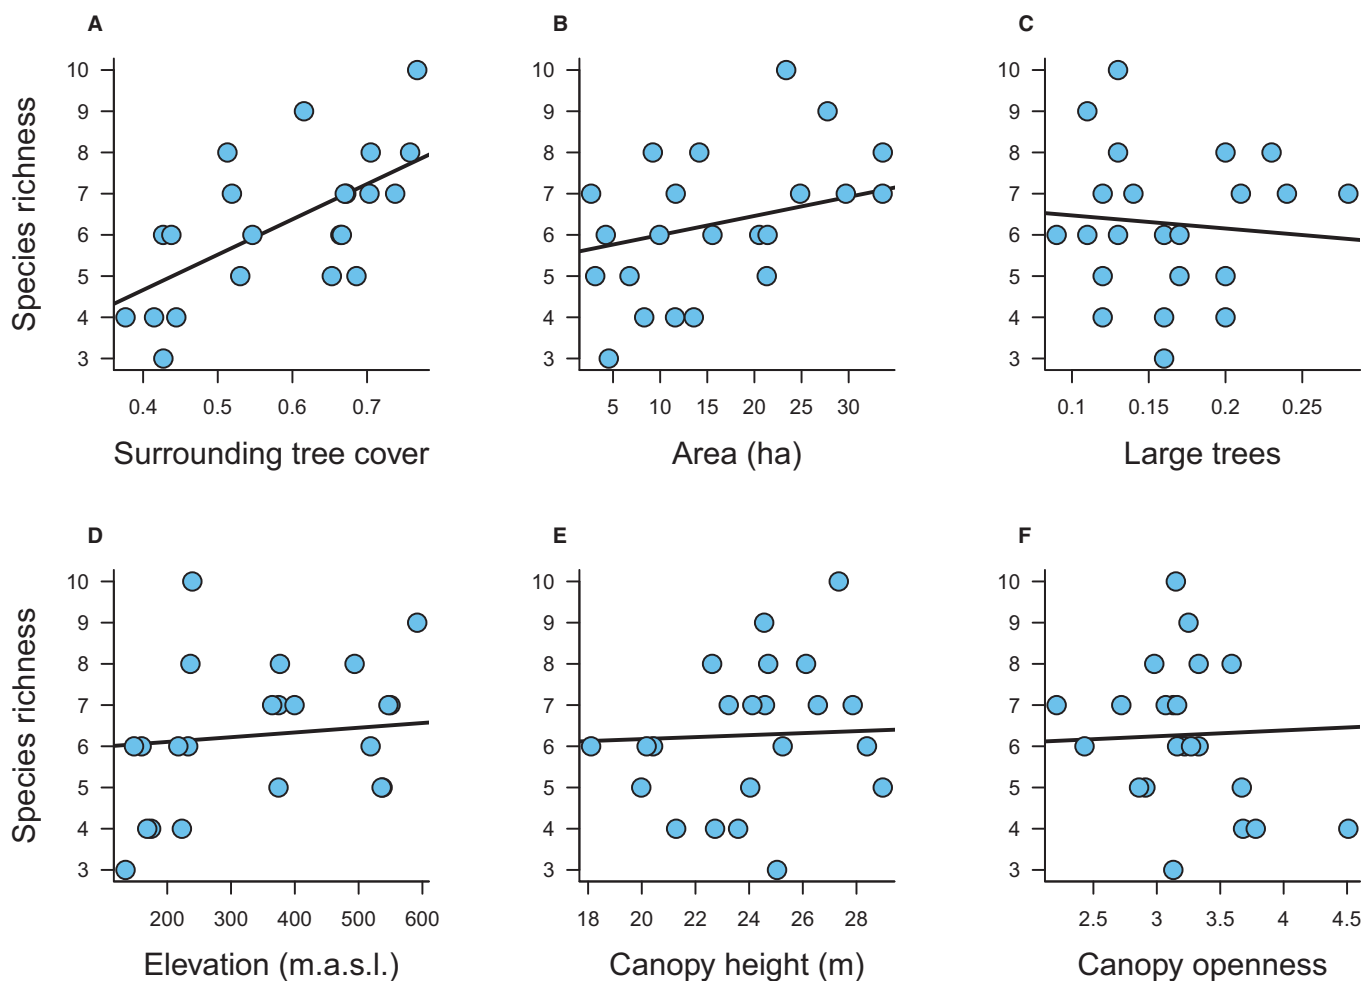 A
B
C
Species richness
10
9
8
7
6
5
4
3
10
9
8
7
6
5
4
3
10
9
8
7
6
5
4
3
0.4 0.5 0.6 0.7
5 10 15 20 25 30
0.1 0.15 0.2 0.25
Surrounding tree cover
Area (ha)
Large trees
D
E
F
Species richness
10
9
8
7
6
5
4
3
10
9
8
7
6
5
4
3
10
9
8
7
6
5
4
3
200 300 400 500 600
18 20 22 24 26 28
2.5 3 3.5 4 4.5
Elevation (m.a.s.l.)
Canopy height (m)
Canopy openness